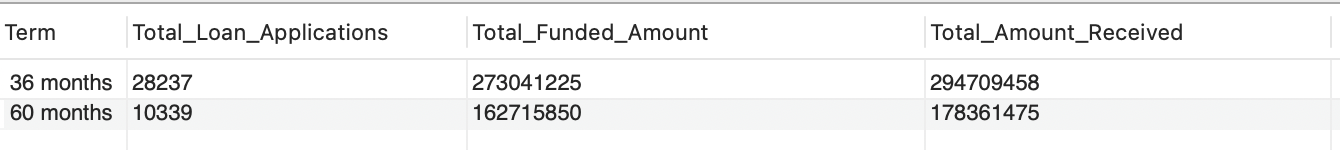 Term Total_Loan_Applications Total_Funded_Amount Total_Amount_Received
36 months 28237 273041225 294709458
60 months 10339 162715850 178361475